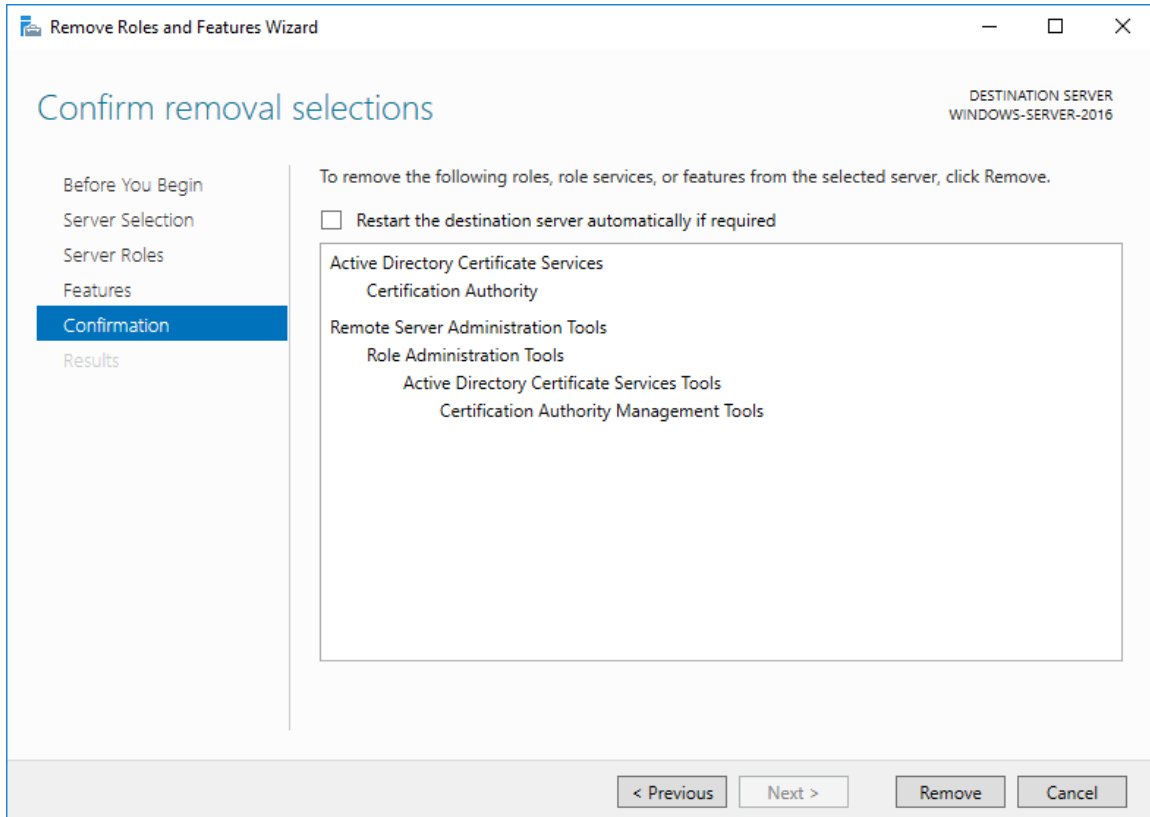 Remove Roles and Features Wizard
Confirm removal selections
DESTINATION SERVER
WINDOWS-SERVER-2016
Before You Begin
Server Selection
Server Roles
Features
Confirmation
Results
To remove the following roles, role services, or features from the selected server, click Remove.
Restart the destination server automatically if required
Active Directory Certificate Services
Certification Authority
Remote Server Administration Tools
Role Administration Tools
Active Directory Certificate Services Tools
Certification Authority Management Tools
< Previous
Next >
Remove
Cancel